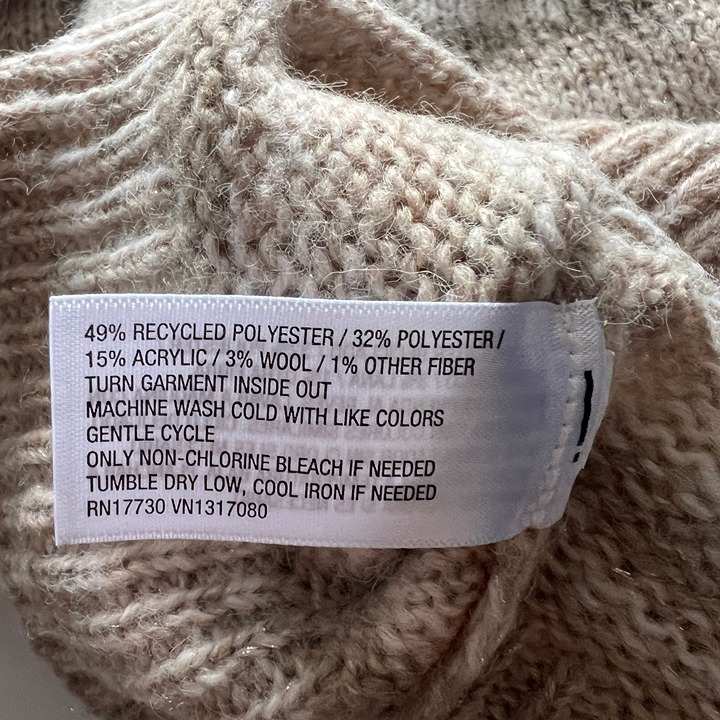 49% RECYCLED POLYESTER / 32% POLYESTER /
15% ACRYLIC / 3% WOOL / 1% OTHER FIBER
TURN GARMENT INSIDE OUT
MACHINE WASH COLD WITH LIKE COLORS
GENTLE CYCLE
ONLY NON-CHLORINE BLEACH IF NEEDED
TUMBLE DRY LOW, COOL IRON IF NEEDED
RN17730 VN1317080